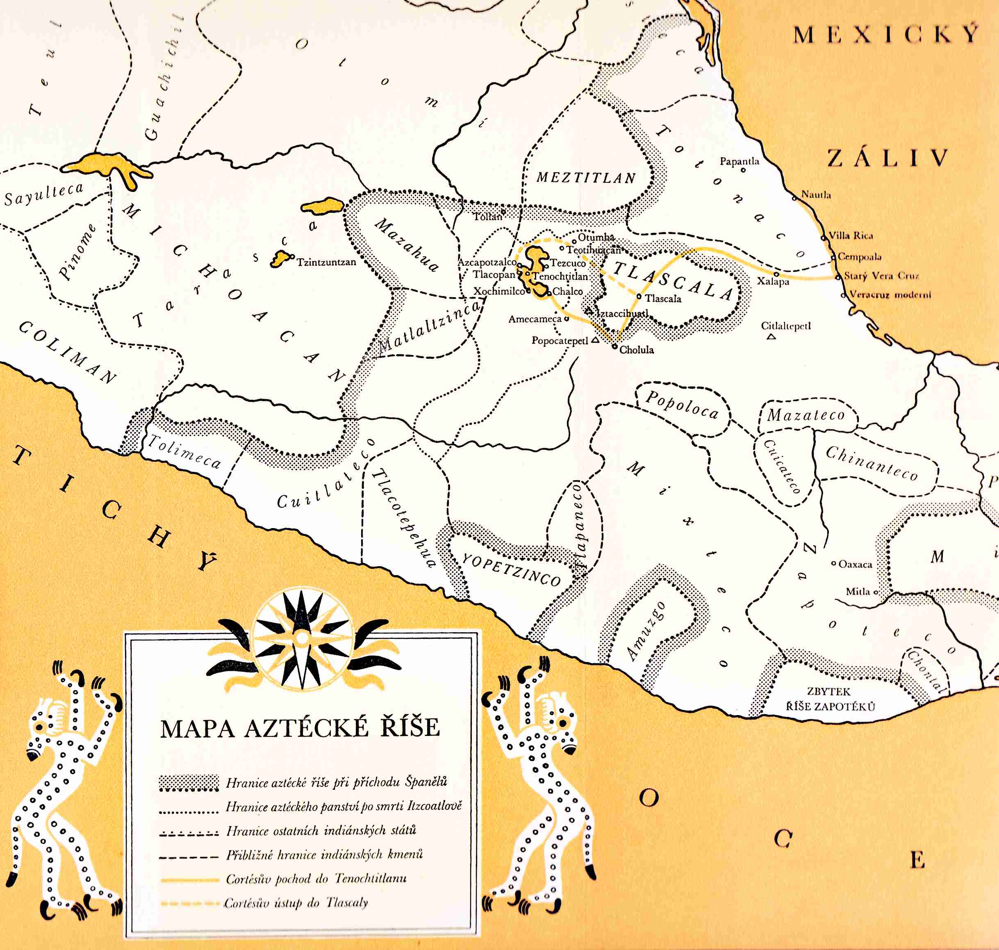 MEXICKÝ
ZÁLIV
Teul
Guachichil
Otomí
Totonaco
Papantla
MEZTITLAN
Nautla
Sayulteca
Pinome
MICHOACAN
Tarasca
Tzintzuntzan
Mazahua
Tollan
Otumba
Teotihuacan
Azcapotzalco
Tezcuco
Tlacopan
Tenochtitlan
Xochimilco
Chalco
TLASCALA
Tlascala
Villa Rica
Cempoala
Starý Vera Cruz
Xalapa
Veracruz moderní
Iztaccihuatl
Amecameca
Popocatepetl
Cholula
Citlaltepetl
Matlaltzinca
COLIMAN
Popoloca
Mazateco
Cuicateco
Chinanteco
Tolimeca
Cuitlateco
Tlacotepehua
Tlapaneco
Mixteco
YOPETZINCO
Zapoteco
Oaxaca
Mitla
M i
P
Amuzgo
Chontal
ZBYTEK
ŘÍŠE ZAPOTÉKŮ
TICHÝ
OCE
MAPA AZTÉCKÉ ŘÍŠE
Hranice aztécké říše při příchodu Španělů
Hranice aztéckého panství po smrti Itzcoatlově
Hranice ostatních indiánských států
Přibližné hranice indiánských kmenů
Cortésův pochod do Tenochtitlanu
Cortésův ústup do Tlascaly